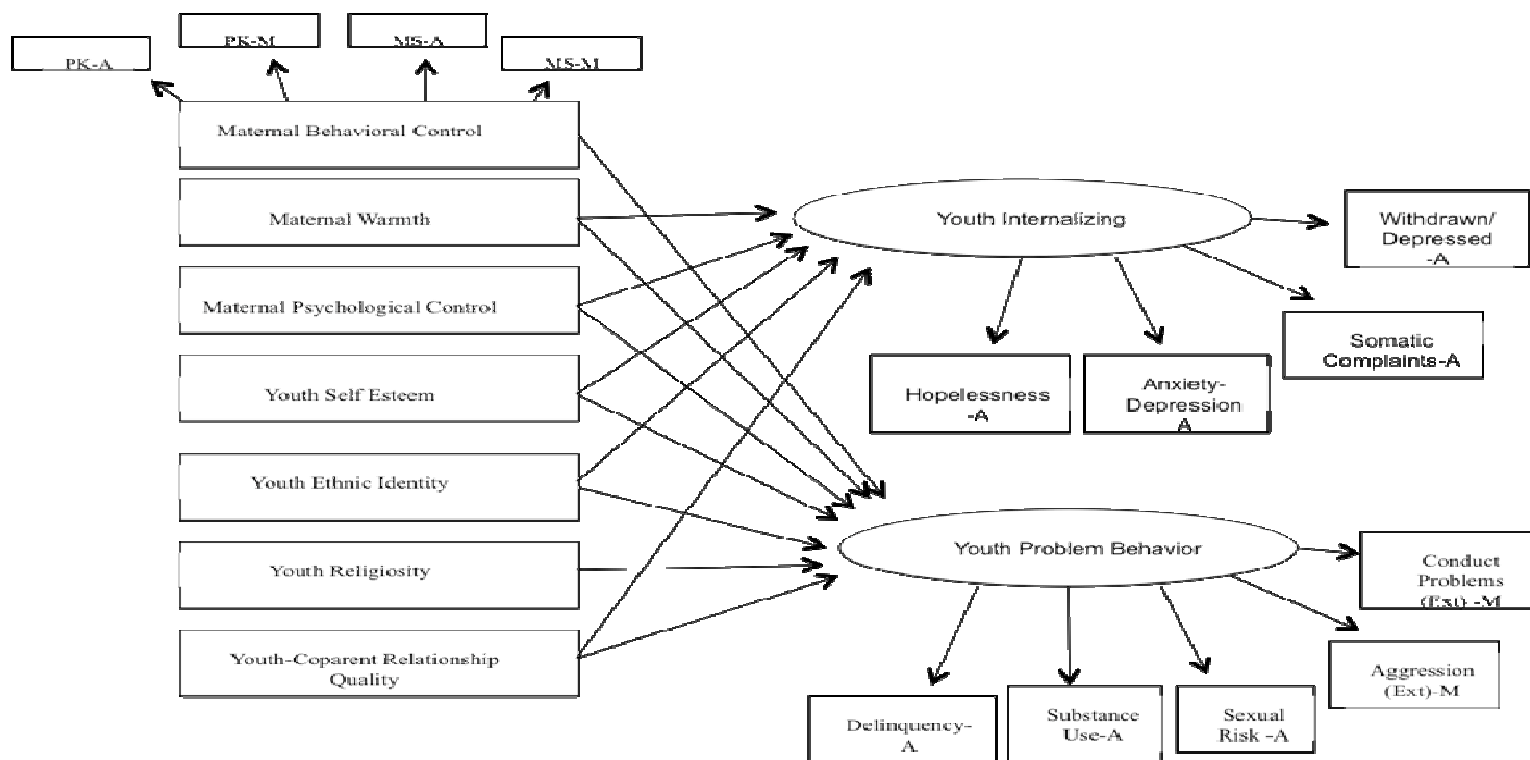 PK-A
PK-M
MS-A
MS-M
Maternal Behavioral Control
Maternal Warmth
Maternal Psychological Control
Youth Self Esteem
Youth Ethnic Identity
Youth Religiosity
Youth-Coparent Relationship
Quality
Youth Internalizing
Withdrawn/
Depressed
-A
Somatic
Complaints-A
Hopelessness
-A
Anxiety-
Depression
A
Youth Problem Behavior
Conduct
Problems
(Ext) -M
Aggression
(Ext)-M
Delinquency-
A
Substance
Use-A
Sexual
Risk -A